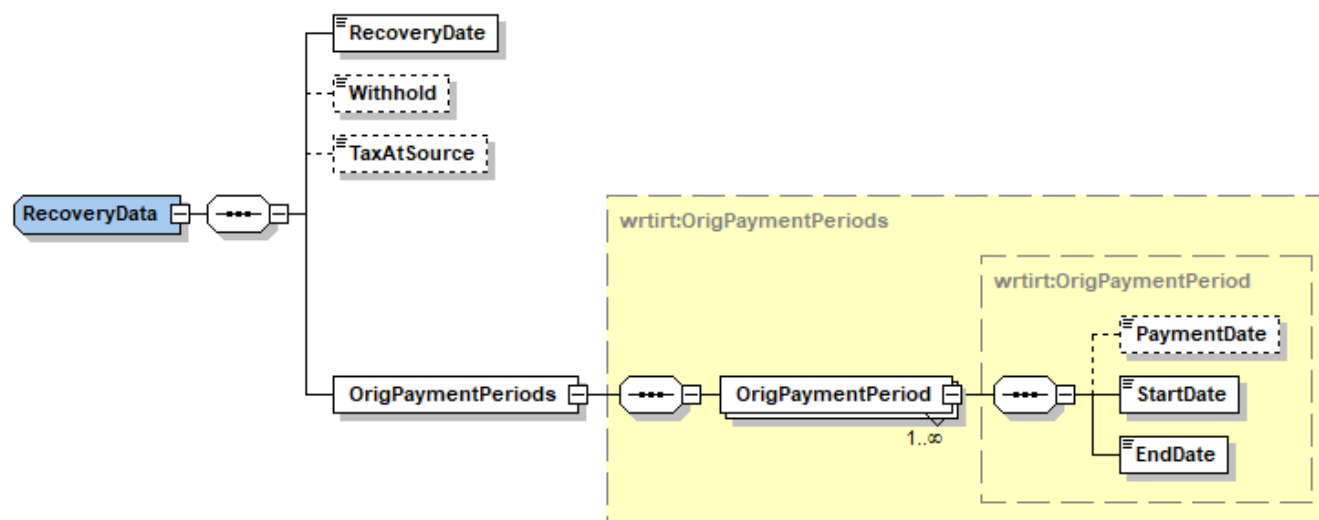 RecoveryDate
Withhold
TaxAtSource
RecoveryData
wrtirt:OrigPaymentPeriods
wrtirt:OrigPaymentPeriod
PaymentDate
OrigPaymentPeriods
OrigPaymentPeriod
StartDate
1..∞
EndDate